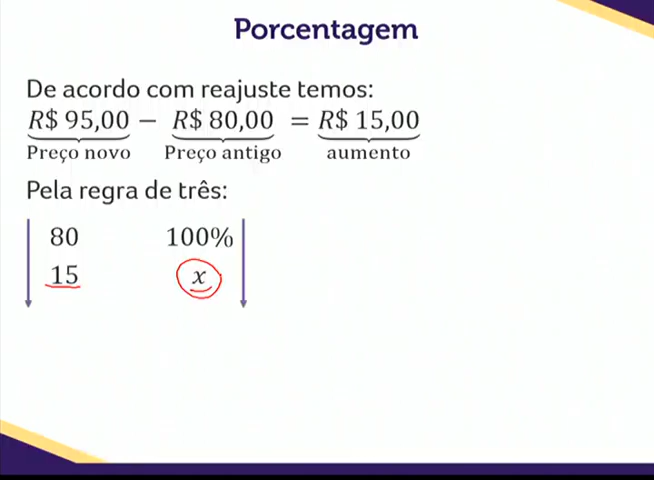 Porcentagem
De acordo com reajuste temos:
R$ 95,00 − R$ 80,00 = R$ 15,00
Preço novo Preço antigo aumento
Pela regra de três:
80 100%
15 x